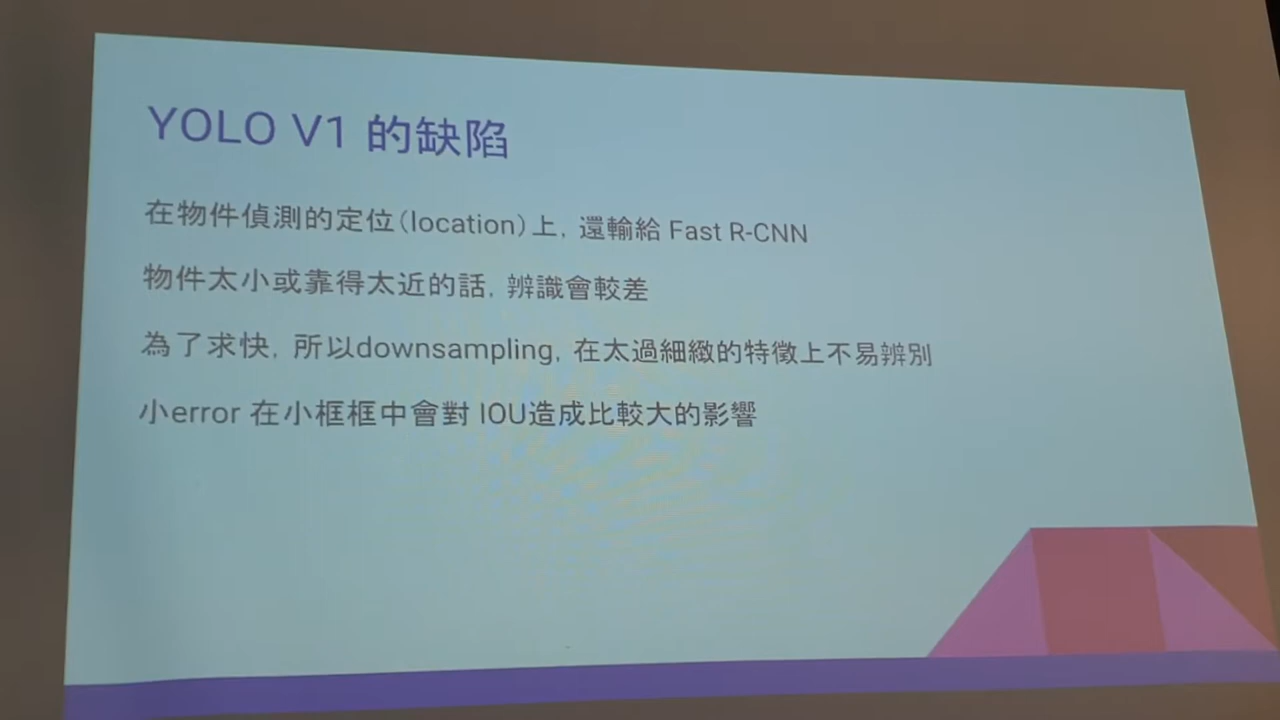 YOLO V1 的缺陷
在物件偵測的定位(location)上, 還輸給 Fast R-CNN
物件太小或靠得太近的話, 辨識會較差
為了求快, 所以downsampling, 在太過細緻的特徵上不易辨別
小error 在小框框中會對 IOU造成比較大的影響